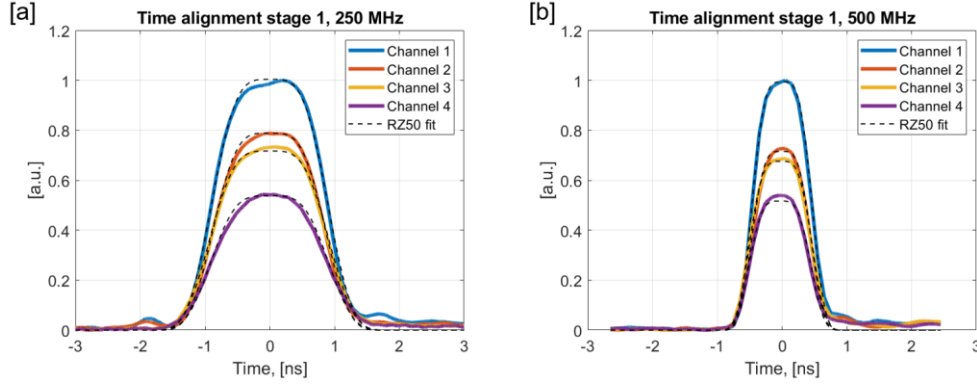 [a]
Time alignment stage 1, 250 MHz
1.2
1
0.8
0.6
0.4
0.2
0
[a.u.]
Channel 1
Channel 2
Channel 3
Channel 4
RZ50 fit
-3 -2 -1 0 1 2 3
Time, [ns]
[b]
Time alignment stage 1, 500 MHz
1.2
1
0.8
0.6
0.4
0.2
0
[a.u.]
Channel 1
Channel 2
Channel 3
Channel 4
RZ50 fit
-3 -2 -1 0 1 2 3
Time, [ns]